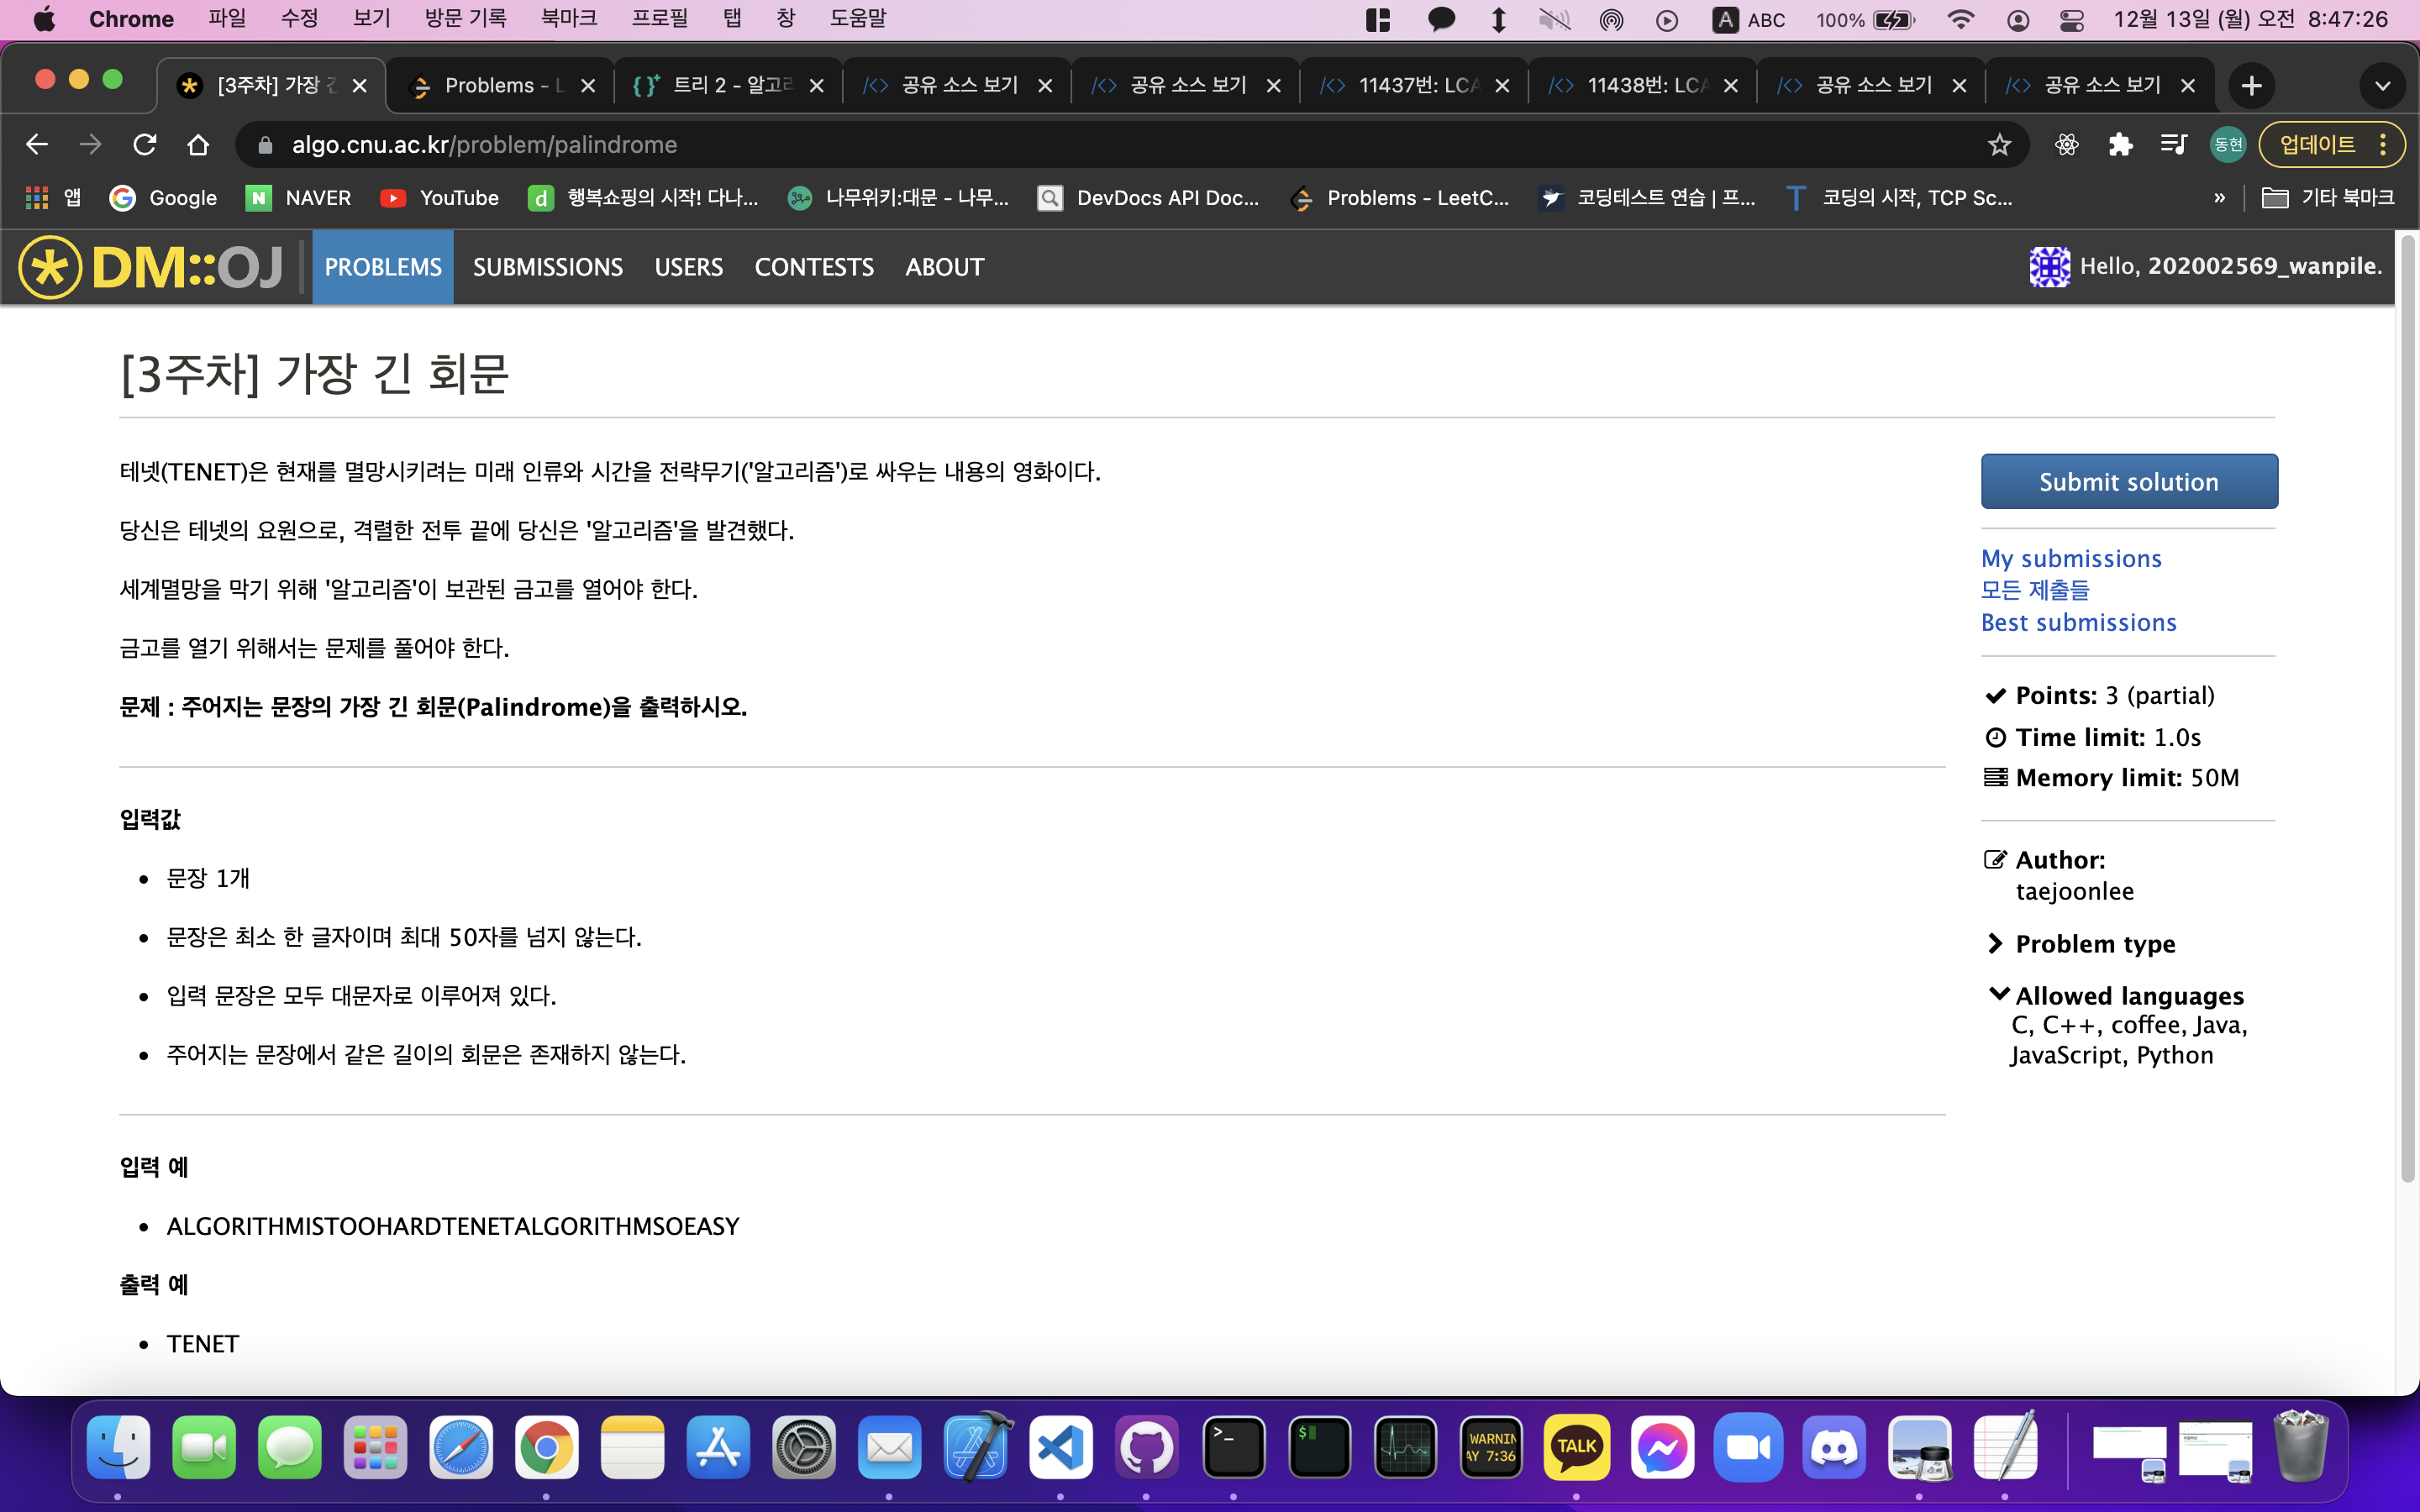 Chrome 파일 수정 보기 방문 기록 북마크 프로필 탭 창 도움말 A ABC 100% 12월 13일 (월) 오전 8:47:26
[3주차] 가장 긴 Problems - L {}+ 트리 2 - 알고리 공유 소스 보기 공유 소스 보기 11437번: LCA 11438번: LCA 공유 소스 보기 공유 소스 보기
algo.cnu.ac.kr/problem/palindrome 동현 업데이트
앱 Google NAVER YouTube 행복쇼핑의 시작! 다나... 나무위키:대문 - 나무... DevDocs API Doc... Problems - LeetC... 코딩테스트 연습 | 프... 코딩의 시작, TCP Sc... » 기타 북마크
DM::OJ PROBLEMS SUBMISSIONS USERS CONTESTS ABOUT Hello, 202002569_wanpile.
[3주차] 가장 긴 회문
테넷(TENET)은 현재를 멸망시키려는 미래 인류와 시간을 전략무기('알고리즘')로 싸우는 내용의 영화이다.
당신은 테넷의 요원으로, 격렬한 전투 끝에 당신은 '알고리즘'을 발견했다.
세계멸망을 막기 위해 '알고리즘'이 보관된 금고를 열어야 한다.
금고를 열기 위해서는 문제를 풀어야 한다.
문제 : 주어지는 문장의 가장 긴 회문(Palindrome)을 출력하시오.
입력값
• 문장 1개
• 문장은 최소 한 글자이며 최대 50자를 넘지 않는다.
• 입력 문장은 모두 대문자로 이루어져 있다.
• 주어지는 문장에서 같은 길이의 회문은 존재하지 않는다.
입력 예
• ALGORITHMISTOOHARDTENETALGORITHMSOEASY
출력 예
• TENET
Submit solution
My submissions
모든 제출들
Best submissions
Points: 3 (partial)
Time limit: 1.0s
Memory limit: 50M
Author:
taejoonlee
Problem type
Allowed languages
C, C++, coffee, Java,
JavaScript, Python
WARNIN
AY 7:36
TALK